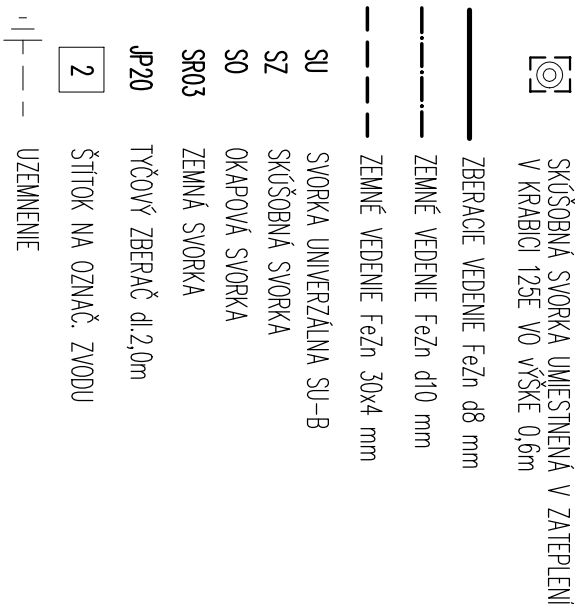 SKÚŠOBNÁ SVORKA UMIESTNENÁ V ZATEPLENÍ
V KRABICI 125E VO VÝŠKE 0,6m
ZBERACIE VEDENIE FeZn d8 mm
ZEMNÉ VEDENIE FeZn d10 mm
ZEMNÉ VEDENIE FeZn 30x4 mm
SU SVORKA UNIVERZÁLNA SU-B
SZ SKÚŠOBNÁ SVORKA
SO OKAPOVÁ SVORKA
SR03 ZEMNÁ SVORKA
JP20 TYČOVÝ ZBERAČ dl.2,0m
2 ŠTÍTOK NA OZNAČ. ZVODU
UZEMNENIE